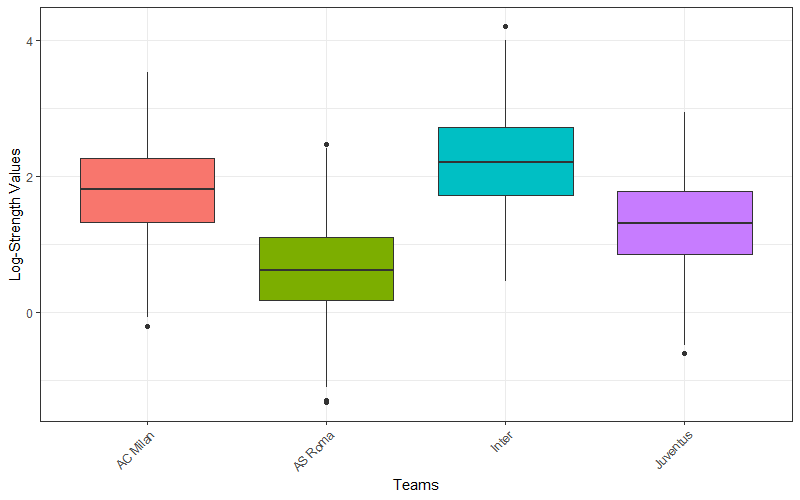 Log-Strength Values
4
2
0
AC Milan
AS Roma
Inter
Juventus
Teams